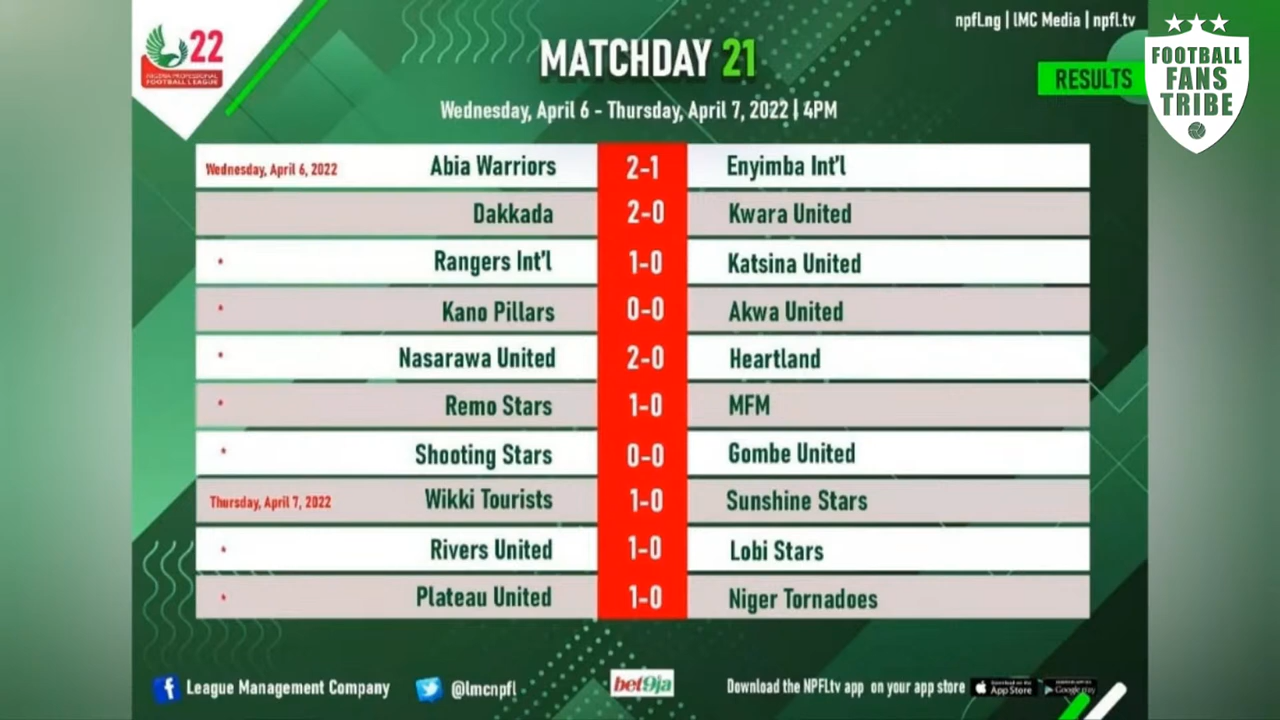 npfl.ng | lMC Media | npfl.tv
22
NIGERIA PROFESSIONAL
FOOTBALL LEAGUE
MATCHDAY 21
RESULTS
FOOTBALL
FANS
TRIBE
Wednesday, April 6 - Thursday, April 7, 2022 | 4PM
Wednesday, April 6, 2022 Abia Warriors 2-1 Enyimba Int'l
Dakkada 2-0 Kwara United
* Rangers Int'l 1-0 Katsina United
* Kano Pillars 0-0 Akwa United
* Nasarawa United 2-0 Heartland
* Remo Stars 1-0 MFM
* Shooting Stars 0-0 Gombe United
Thursday, April 7, 2022 Wikki Tourists 1-0 Sunshine Stars
* Rivers United 1-0 Lobi Stars
* Plateau United 1-0 Niger Tornadoes
League Management Company @lmcnpfl bet9ja Download the NPFLtv app on your app store App Store Google play